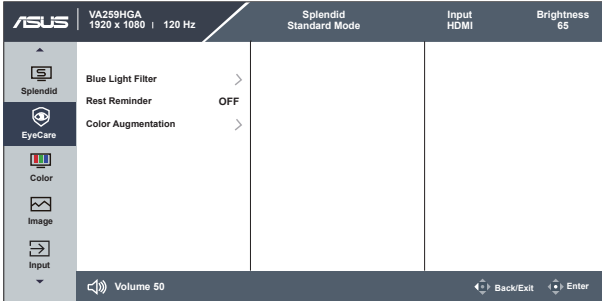 ASUS
VA259HGA
1920 x 1080 | 120 Hz
Splendid
Standard Mode
Input
HDMI
Brightness
65
Splendid
EyeCare
Color
Image
Input
Blue Light Filter
Rest Reminder OFF
Color Augmentation
Volume 50
Back/Exit
Enter